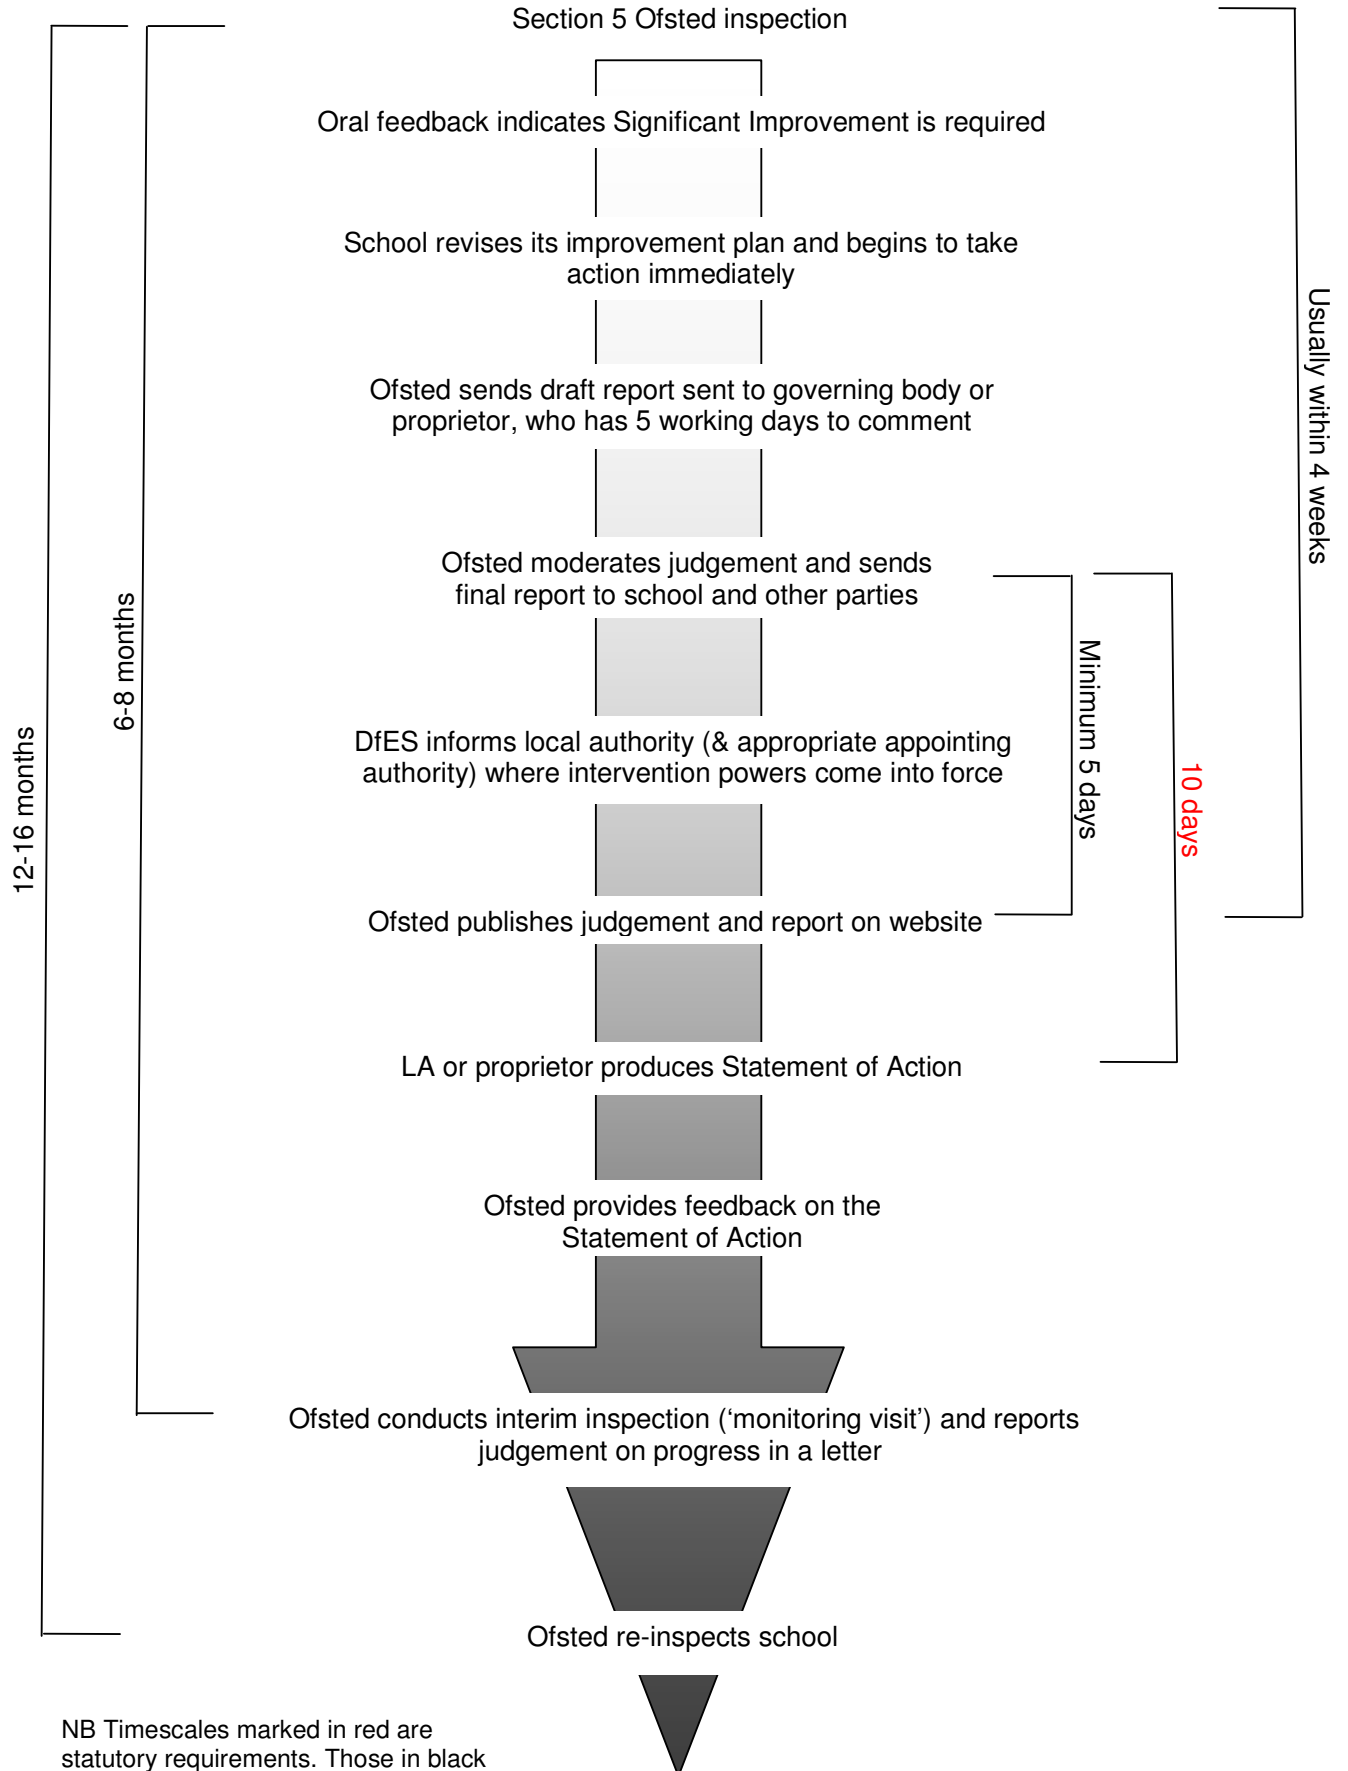 Section 5 Ofsted inspection
Oral feedback indicates Significant Improvement is required
School revises its improvement plan and begins to take
action immediately
Ofsted sends draft report sent to governing body or
proprietor, who has 5 working days to comment
Ofsted moderates judgement and sends
final report to school and other parties
DfES informs local authority (& appropriate appointing
authority) where intervention powers come into force
Ofsted publishes judgement and report on website
LA or proprietor produces Statement of Action
Ofsted provides feedback on the
Statement of Action
Ofsted conducts interim inspection (‘monitoring visit’) and reports
judgement on progress in a letter
Ofsted re-inspects school
12-16 months
6-8 months
Minimum 5 days
10 days
Usually within 4 weeks
NB Timescales marked in red are
statutory requirements. Those in black